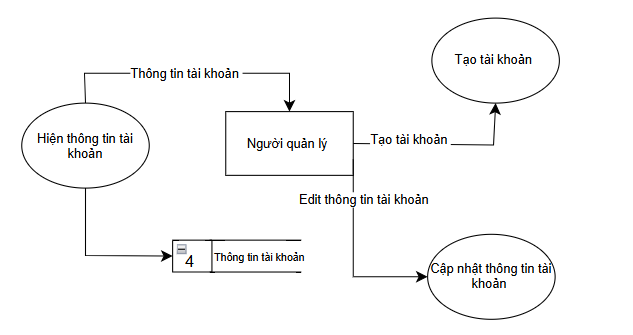 Tạo tài khoản
Thông tin tài khoản
Hiện thông tin tài
khoản
Người quản lý
Tạo tài khoản
Edit thông tin tài khoản
4
Thông tin tài khoản
Cập nhật thông tin tài
khoản